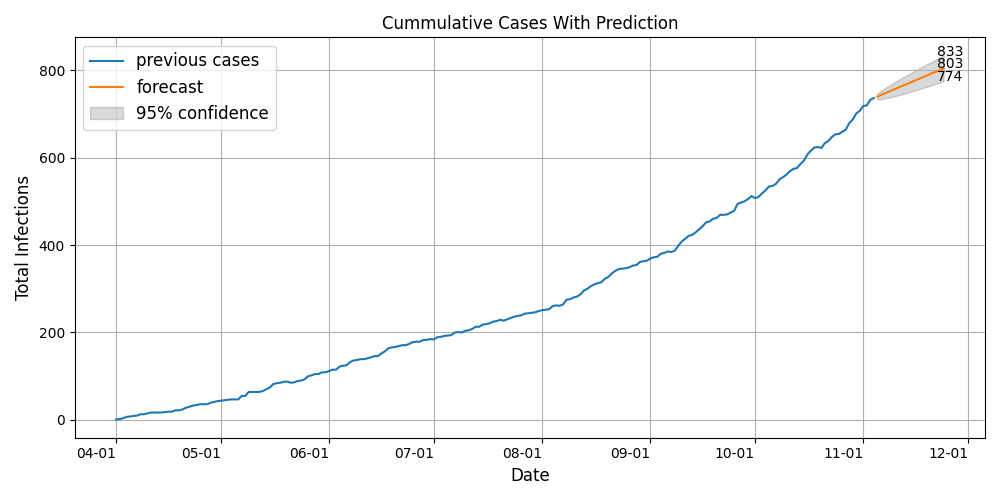 Cummulative Cases With Prediction
previous cases
forecast
95% confidence
833
803
774
800
600
400
200
0
Total Infections
04-01 05-01 06-01 07-01 08-01 09-01 10-01 11-01 12-01
Date